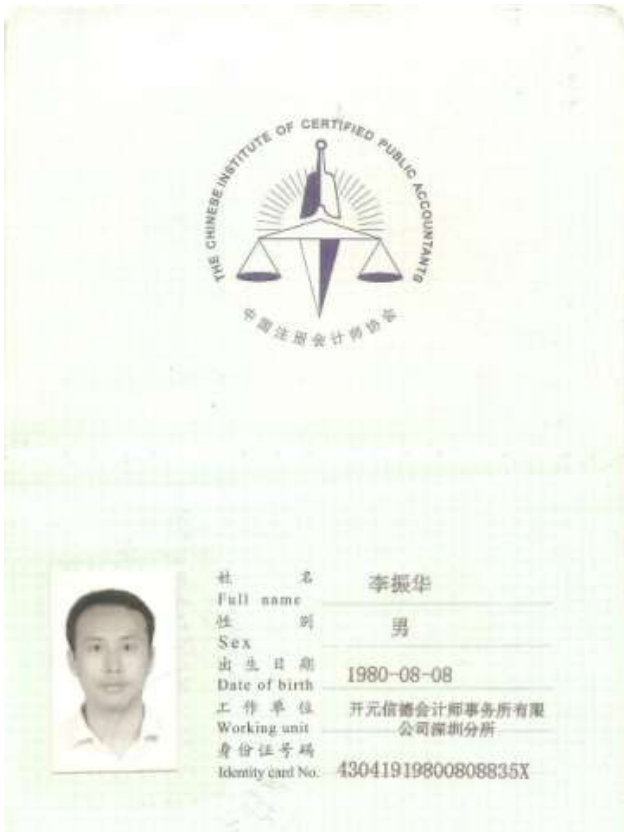 THE CHINESE INSTITUTE OF CERTIFIED PUBLIC ACCOUNTANTS
中国注册会计师协会
姓 名 李振华
Full name
性 别 男
Sex
出生日期 1980-08-08
Date of birth
工作单位 开元信德会计师事务所有限
Working unit 公司深圳分所
身份证号码
Identity card No. 43041919800808835X